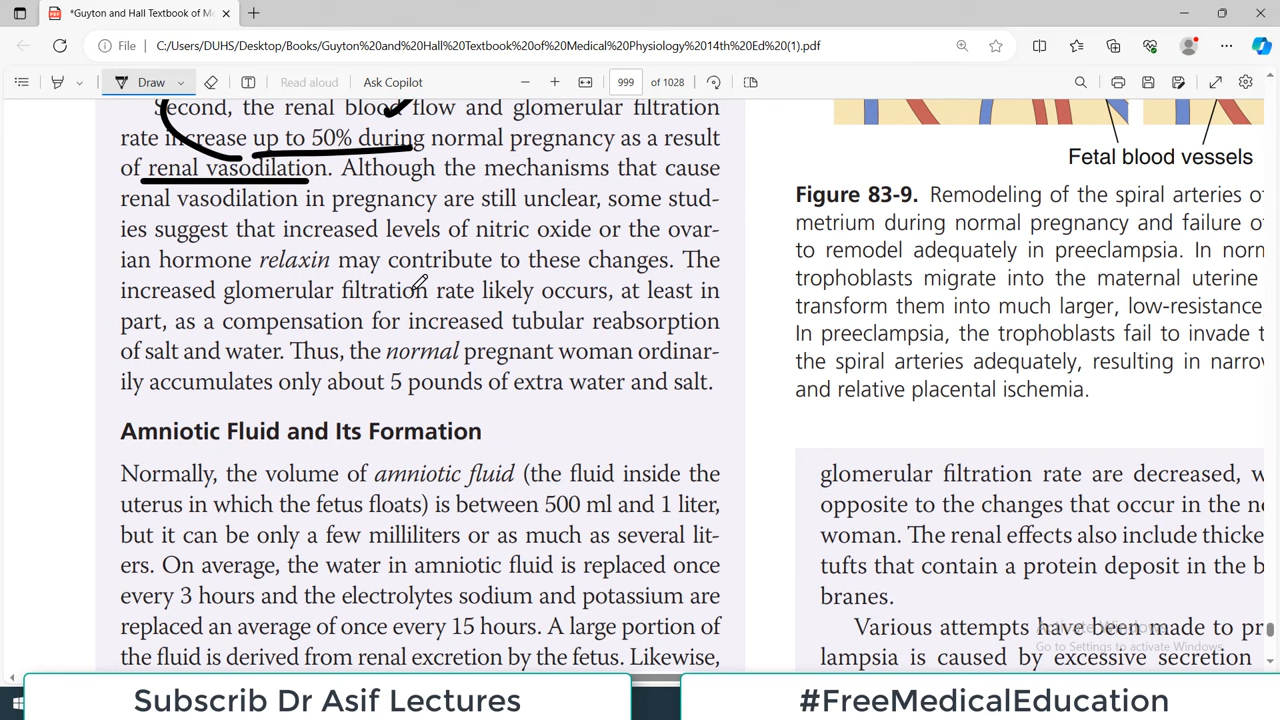 *Guyton and Hall Textbook of Me
File
C:/Users/DUHS/Desktop/Books/Guyton%20and%20Hall%20Textbook%20of%20Medical%20Physiology%2014th%20Ed%20(1).pdf
Draw
Read aloud
Ask Copilot
999 of 1028
Second, the renal blood flow and glomerular filtration
rate increase up to 50% during normal pregnancy as a result
of renal vasodilation. Although the mechanisms that cause
renal vasodilation in pregnancy are still unclear, some stud-
ies suggest that increased levels of nitric oxide or the ovar-
ian hormone relaxin may contribute to these changes. The
increased glomerular filtration rate likely occurs, at least in
part, as a compensation for increased tubular reabsorption
of salt and water. Thus, the normal pregnant woman ordinar-
ily accumulates only about 5 pounds of extra water and salt.
Amniotic Fluid and Its Formation
Normally, the volume of amniotic fluid (the fluid inside the
uterus in which the fetus floats) is between 500 ml and 1 liter,
but it can be only a few milliliters or as much as several lit-
ers. On average, the water in amniotic fluid is replaced once
every 3 hours and the electrolytes sodium and potassium are
replaced an average of once every 15 hours. A large portion of
the fluid is derived from renal excretion by the fetus. Likewise,
Fetal blood vessels
Figure 83-9. Remodeling of the spiral arteries of
metrium during normal pregnancy and failure of
to remodel adequately in preeclampsia. In norm
trophoblasts migrate into the maternal uterine
transform them into much larger, low-resistance,
In preeclampsia, the trophoblasts fail to invade t
the spiral arteries adequately, resulting in narro
and relative placental ischemia.
glomerular filtration rate are decreased, w
opposite to the changes that occur in the no
woman. The renal effects also include thicke
tufts that contain a protein deposit in the b
branes.
Various attempts have been made to pr
lampsia is caused by excessive secretion
Activate Windows
Go to Settings to activate Windows.
Subscrib Dr Asif Lectures
#FreeMedicalEducation